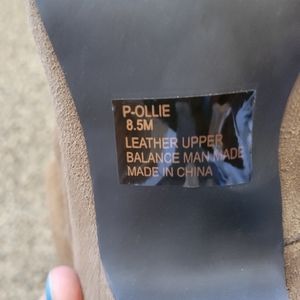 P-OLLIE
8.5M
LEATHER UPPER
BALANCE MAN MADE
MADE IN CHINA